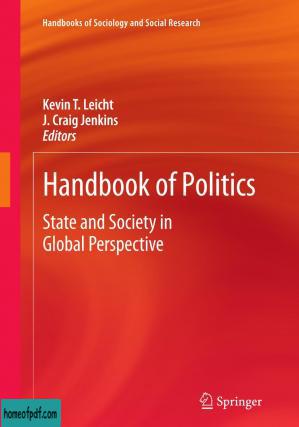 Handbooks of Sociology and Social Research
Kevin T. Leicht
J. Craig Jenkins
Editors
Handbook of Politics
State and Society in
Global Perspective
Springer
homeofpdf.com